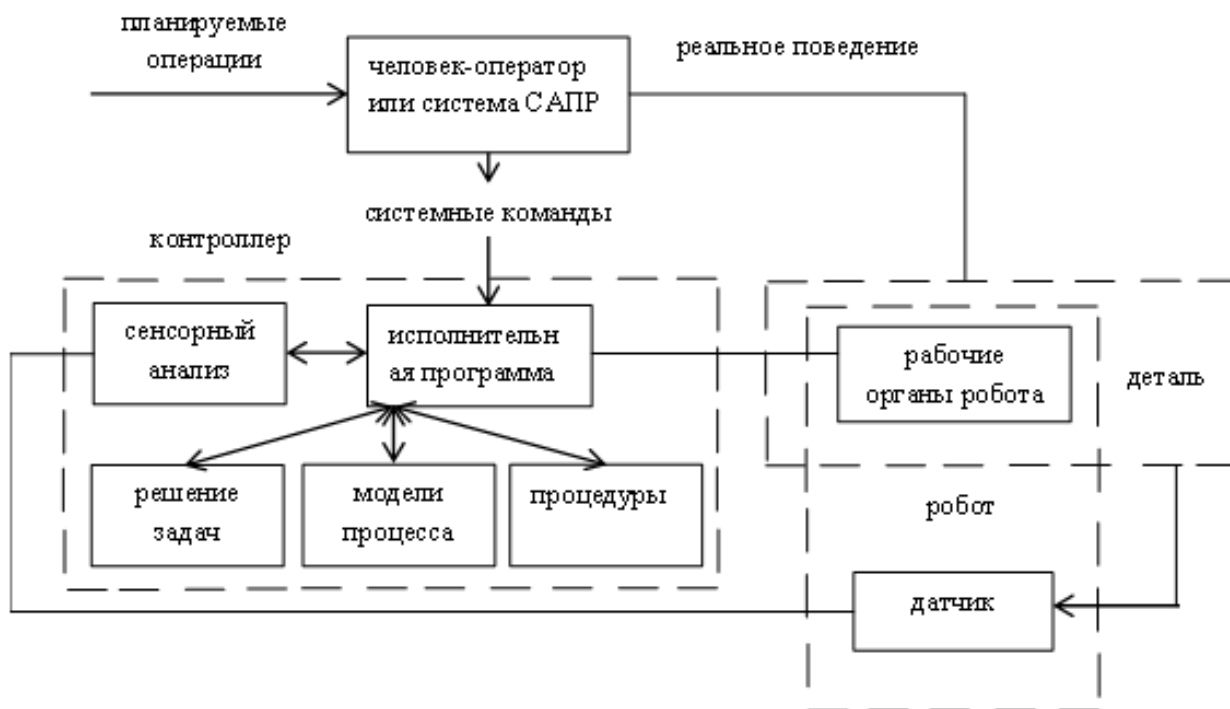 планируемые
операции
человек-оператор
или система САПР
реальное поведение
системные команды
контроллер
сенсорный
анализ
исполнительн
ая программа
рабочие
органы робота
деталь
решение
задач
модели
процесса
процедуры
робот
датчик